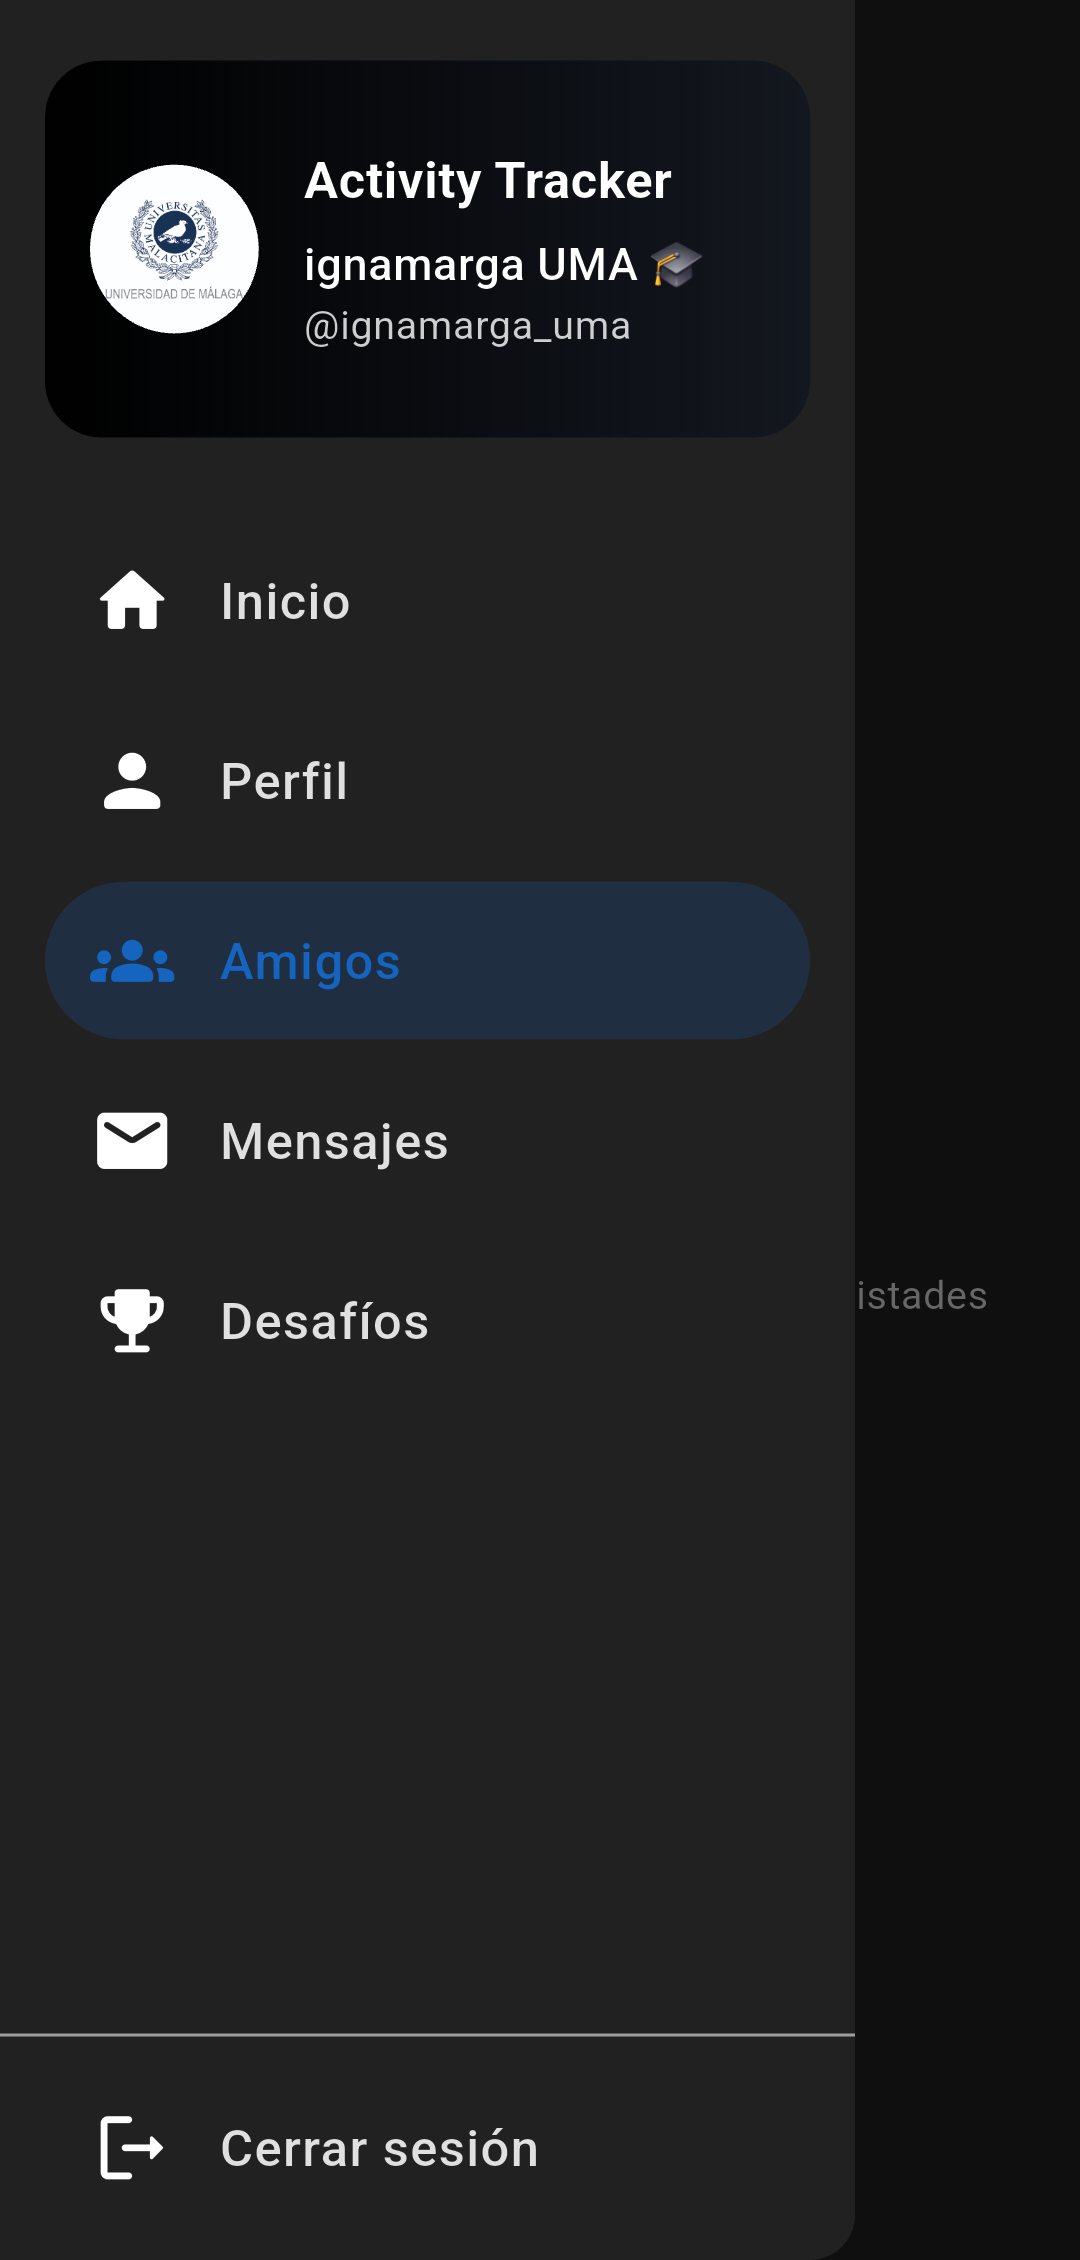 Activity Tracker
ignamarga UMA 🎓
@ignamarga_uma
UNIVERSITAS MALACITANA
UNIVERSIDAD DE MÁLAGA
Inicio
Perfil
Amigos
Mensajes
istades
Desafíos
Cerrar sesión